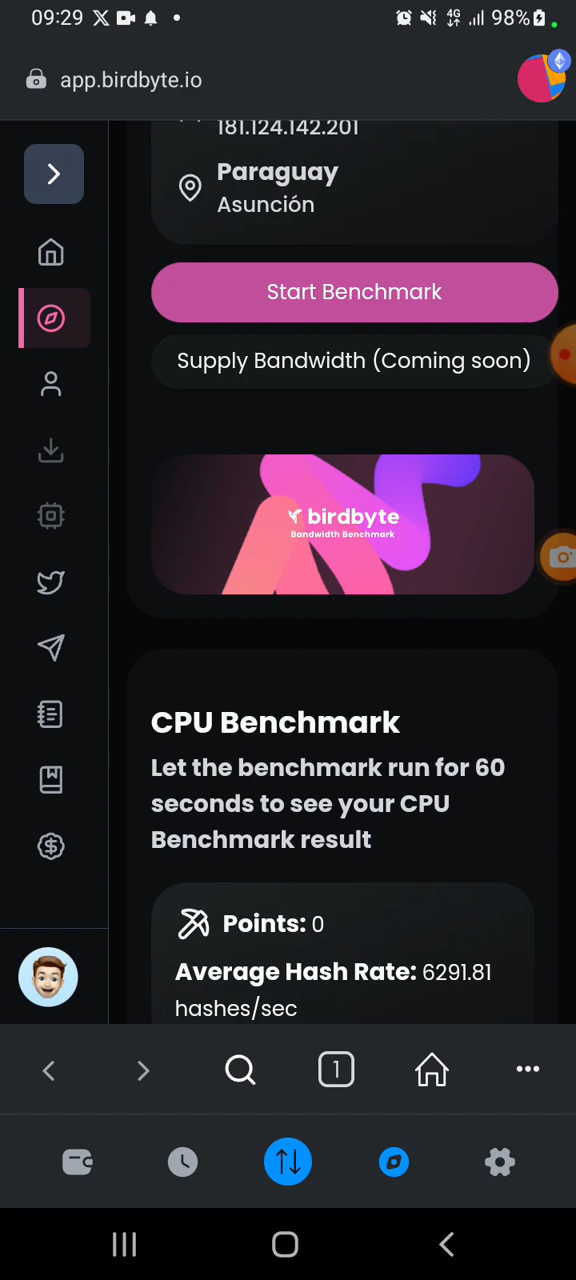 09:29
4G
98%
app.birdbyte.io
181.124.142.201
Paraguay
Asunción
Start Benchmark
Supply Bandwidth (Coming soon)
birdbyte
Bandwidth Benchmark
CPU Benchmark
Let the benchmark run for 60
seconds to see your CPU
Benchmark result
Points: 0
Average Hash Rate: 6291.81
hashes/sec
1